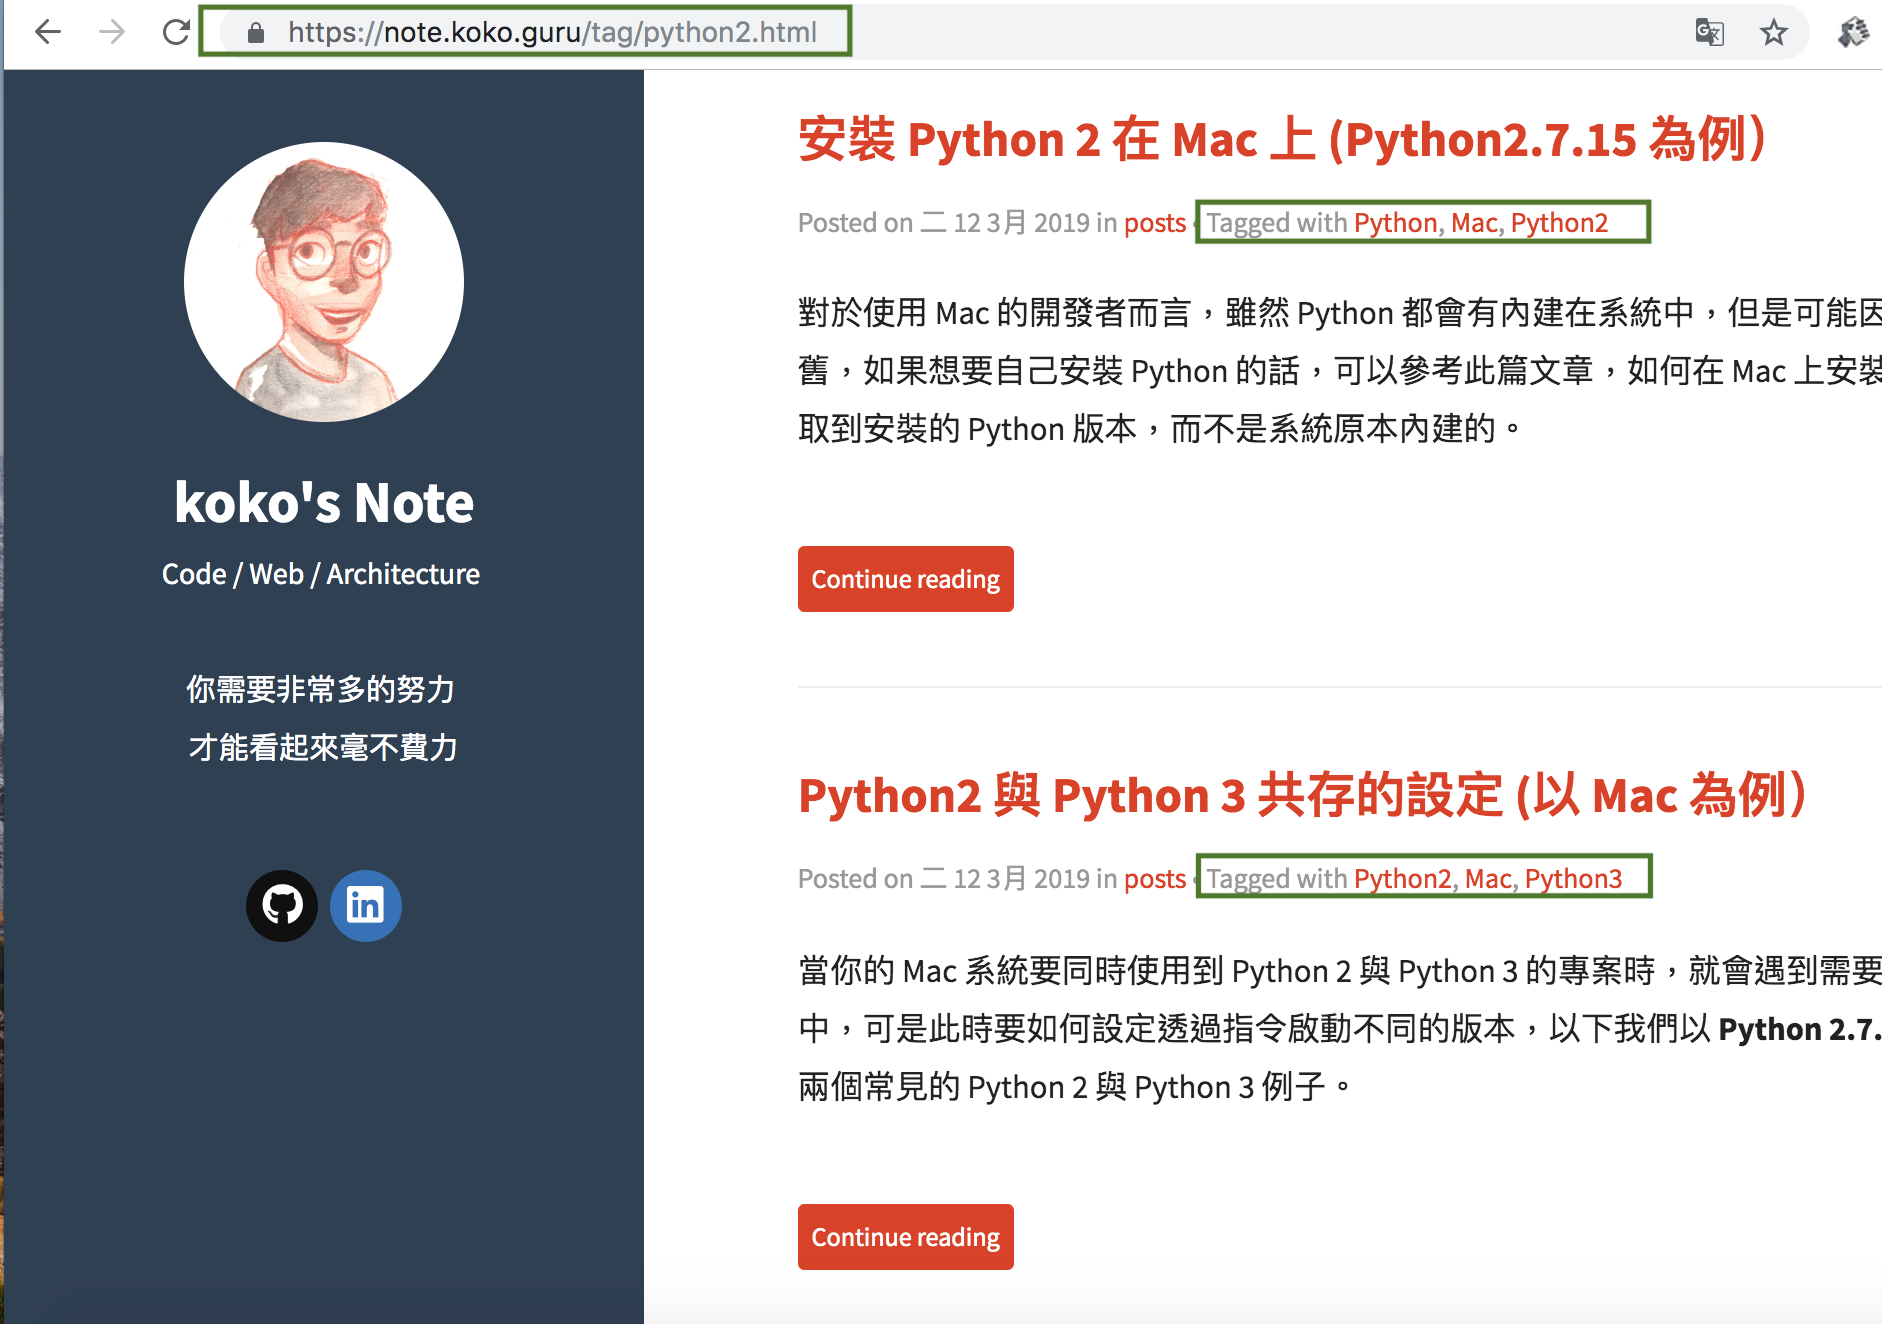 https://note.koko.guru/tag/python2.html
koko's Note
Code / Web / Architecture
你需要非常多的努力
才能看起來毫不費力
in
安裝 Python 2 在 Mac 上 (Python2.7.15 為例)
Posted on 二 12 3月 2019 in posts • Tagged with Python, Mac, Python2
對於使用 Mac 的開發者而言，雖然 Python 都會有內建在系統中，但是可能因
舊，如果想要自己安裝 Python 的話，可以參考此篇文章，如何在 Mac 上安裝
取到安裝的 Python 版本，而不是系統原本內建的。
Continue reading
Python2 與 Python 3 共存的設定 (以 Mac 為例)
Posted on 二 12 3月 2019 in posts • Tagged with Python2, Mac, Python3
當你的 Mac 系統要同時使用到 Python 2 與 Python 3 的專案時，就會遇到需要
中，可是此時要如何設定透過指令啟動不同的版本，以下我們以 Python 2.7.
兩個常見的 Python 2 與 Python 3 例子。
Continue reading